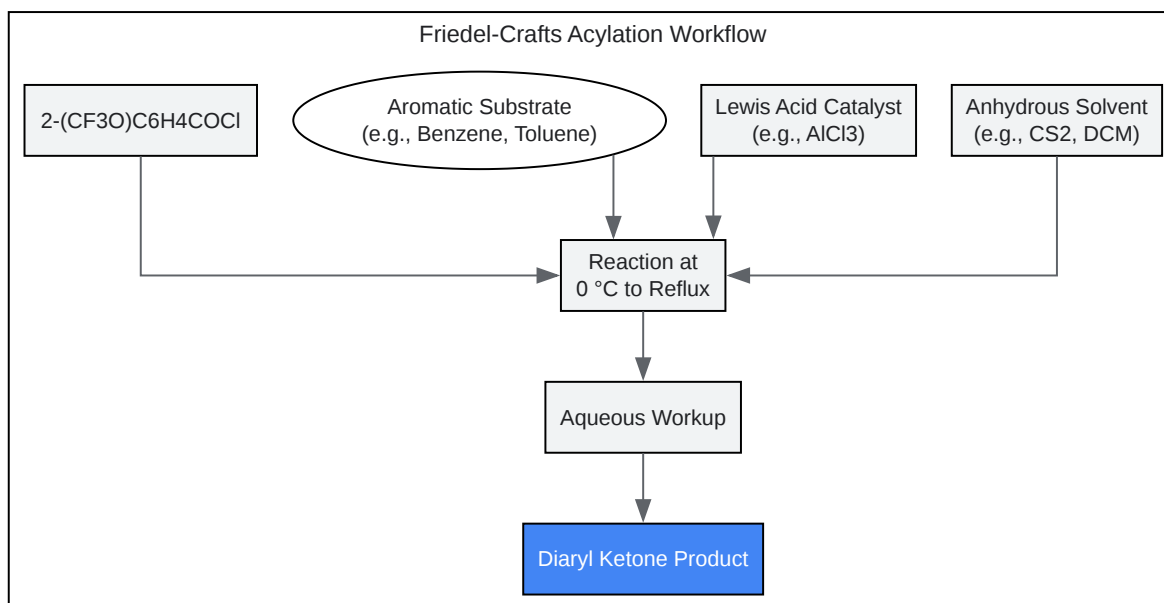 Friedel-Crafts Acylation Workflow
2-(CF3O)C6H4COCl
Aromatic Substrate
(e.g., Benzene, Toluene)
Lewis Acid Catalyst
(e.g., AlCl3)
Anhydrous Solvent
(e.g., CS2, DCM)
Reaction at
0 °C to Reflux
Aqueous Workup
Diaryl Ketone Product